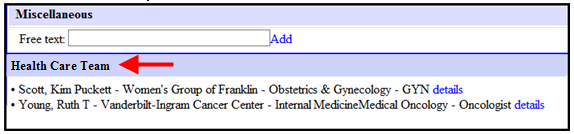 Miscellaneous
Free text: Add
Health Care Team
• Scott, Kim Puckett - Women's Group of Franklin - Obstetrics & Gynecology - GYN details
• Young, Ruth T - Vanderbilt-Ingram Cancer Center - Internal MedicineMedical Oncology - Oncologist details